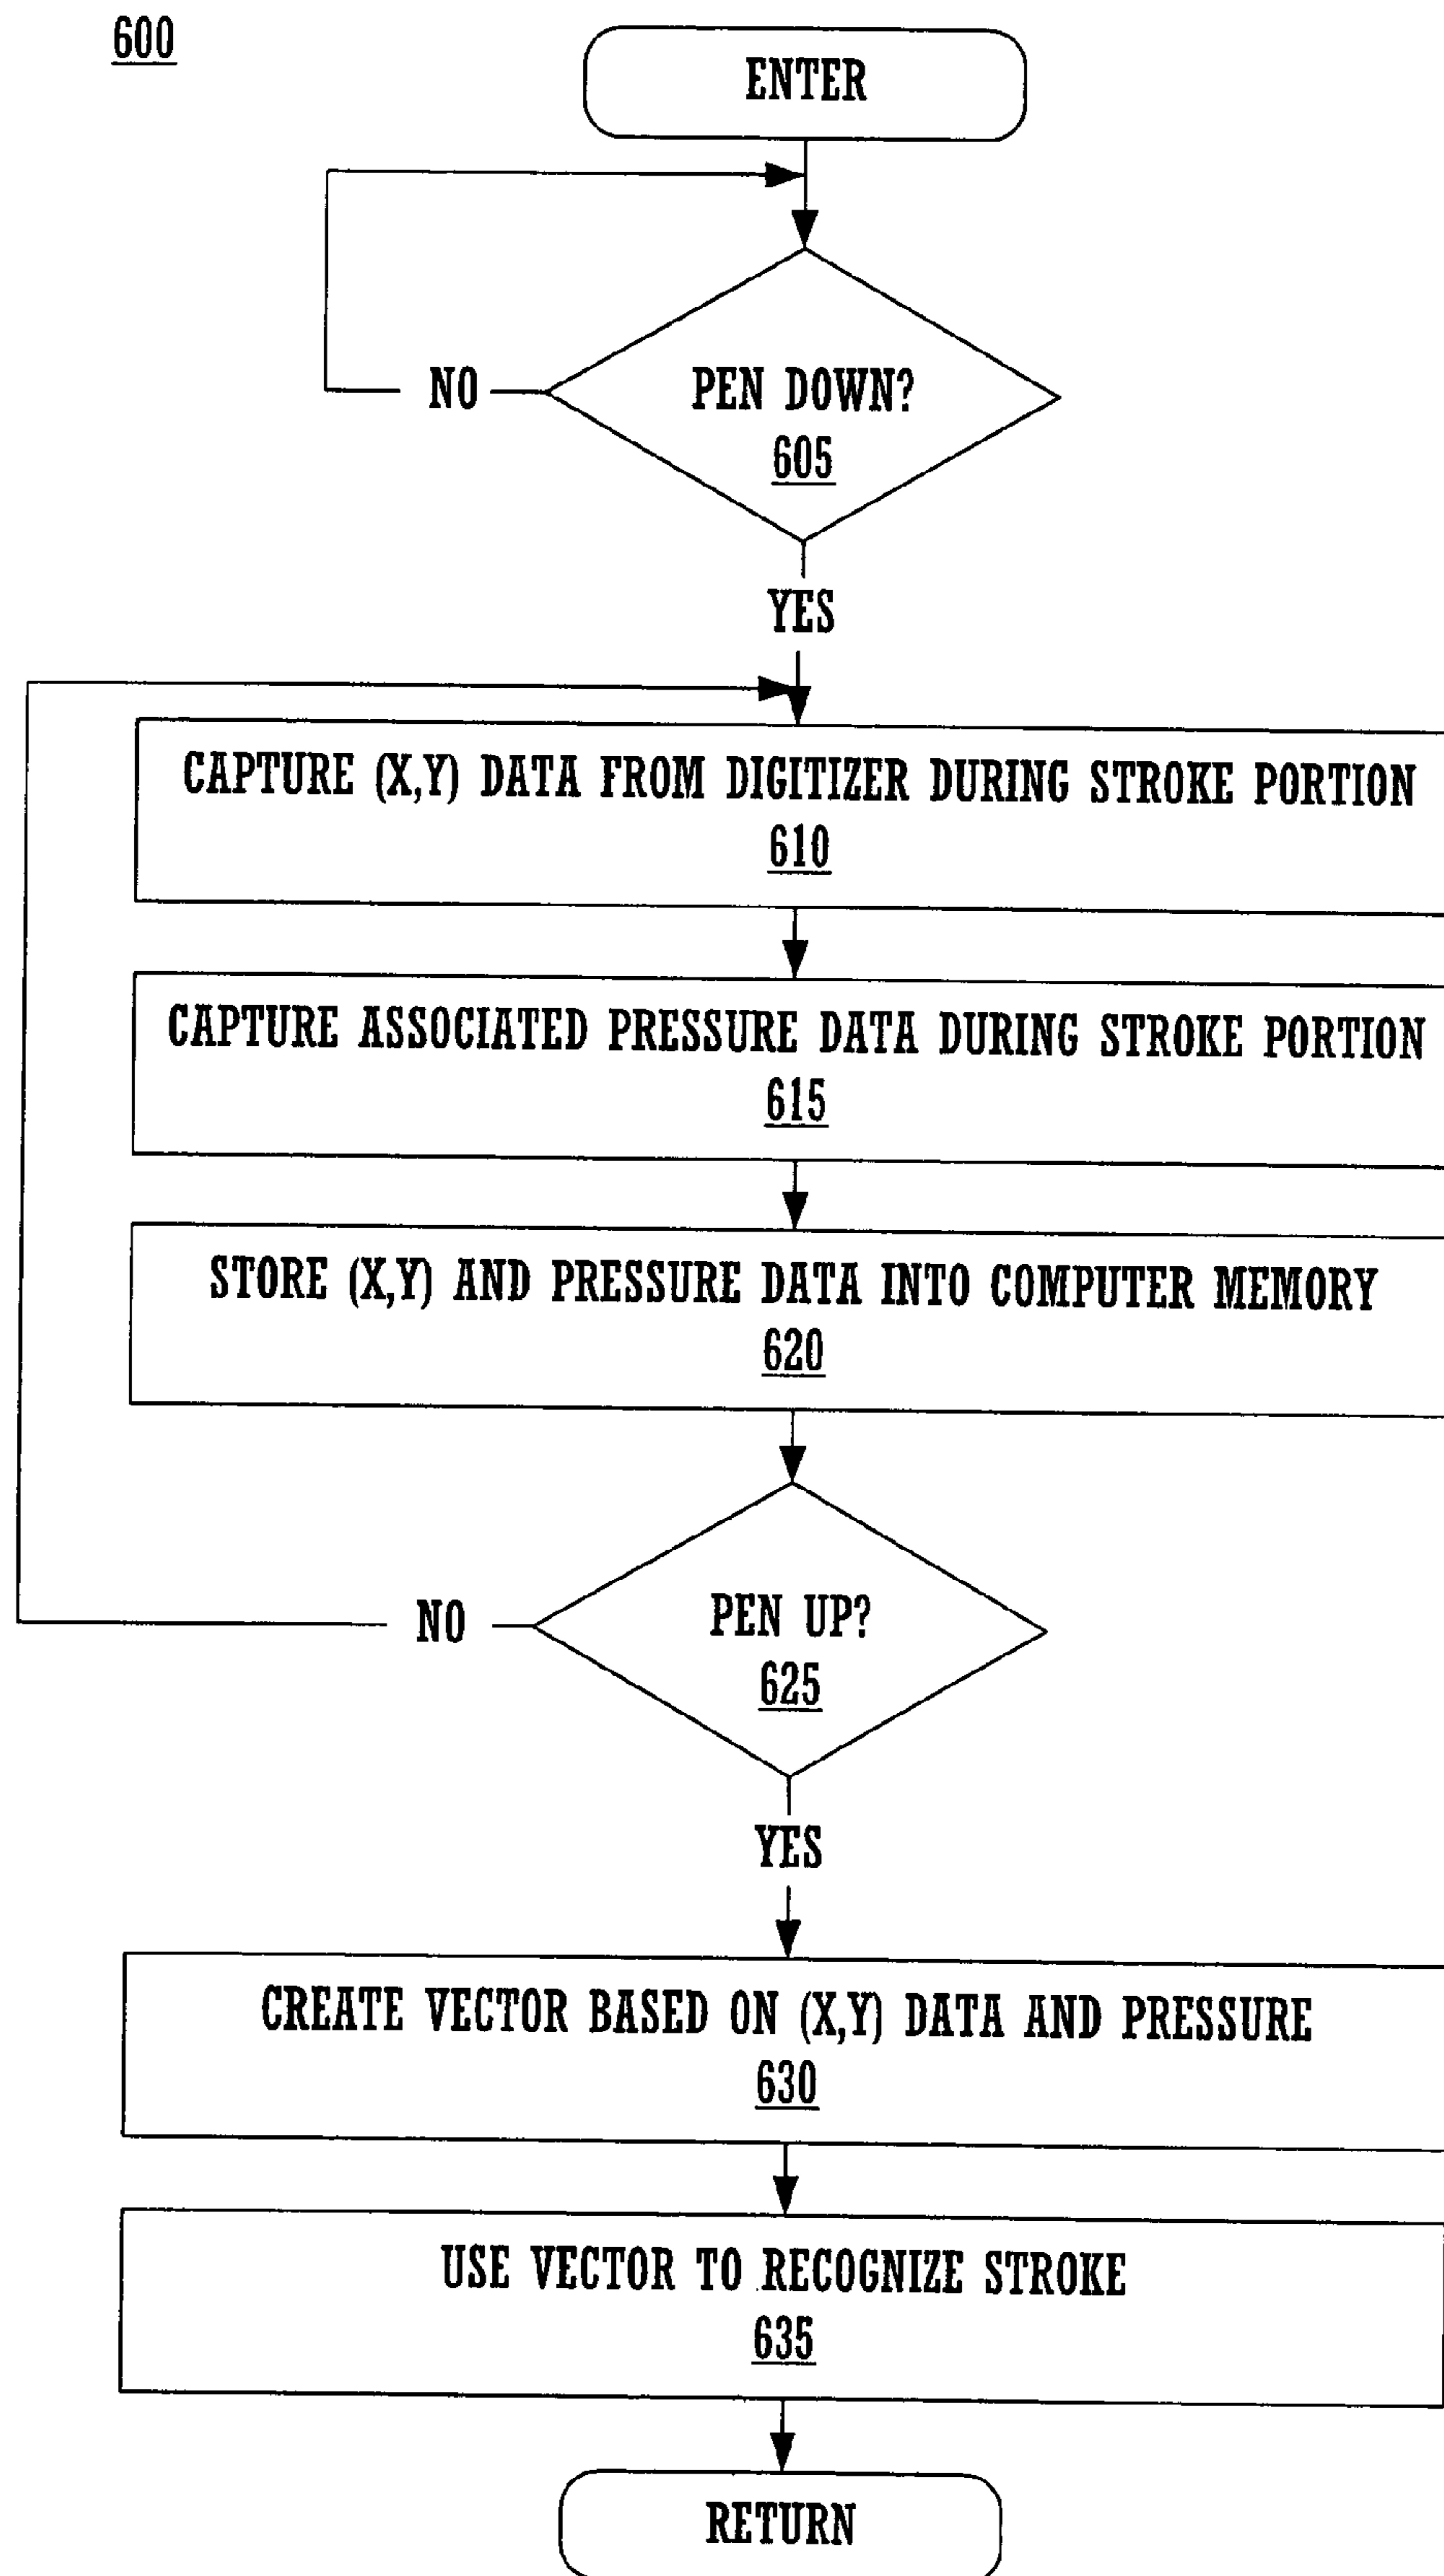 600
ENTER
NO
PEN DOWN?
605
YES
CAPTURE (X,Y) DATA FROM DIGITIZER DURING STROKE PORTION
610
CAPTURE ASSOCIATED PRESSURE DATA DURING STROKE PORTION
615
STORE (X,Y) AND PRESSURE DATA INTO COMPUTER MEMORY
620
NO
PEN UP?
625
YES
CREATE VECTOR BASED ON (X,Y) DATA AND PRESSURE
630
USE VECTOR TO RECOGNIZE STROKE
635
RETURN